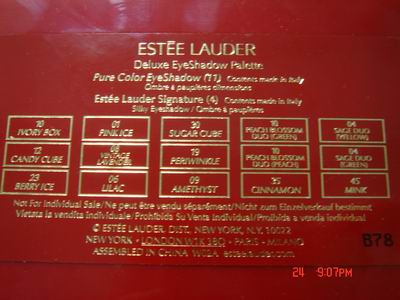 ESTĒE LAUDER
Deluxe EyeShadow Palette
Pure Color EyeShadow (11) Contents made in Italy
Ombre à paupières dimensions
Estée Lauder Signature (4) Contents made in Italy
Silky Eyeshadow / Ombre à paupières
10 01 30 10 04
IVORY BOX PINK ICE SUGAR CUBE PEACH BLOSSOM DUO (GREEN) SAGE DUO (YELLOW)
12 08 19 10 04
CANDY CUBE VINTAGE LAVENDER PERIWINKLE PEACH BLOSSOM DUO (PEACH) SAGE DUO (GREEN)
23 06 09 35 45
BERRY ICE LILAC AMETHYST CINNAMON MINK
Not For Individual Sale/Ne peut être vendu séparément/Nicht zum Einzelverkauf bestimmt
Vietata la vendita individuale/Prohibida Su Venta Individual/Proibida a venda individual
© ESTĒE LAUDER. DIST. NEW YORK, N.Y. 10022
NEW YORK · LONDON W1K 3BQ · PARIS · MILANO
ASSEMBLED IN CHINA esteelauder.com
B78
24 9:07PM